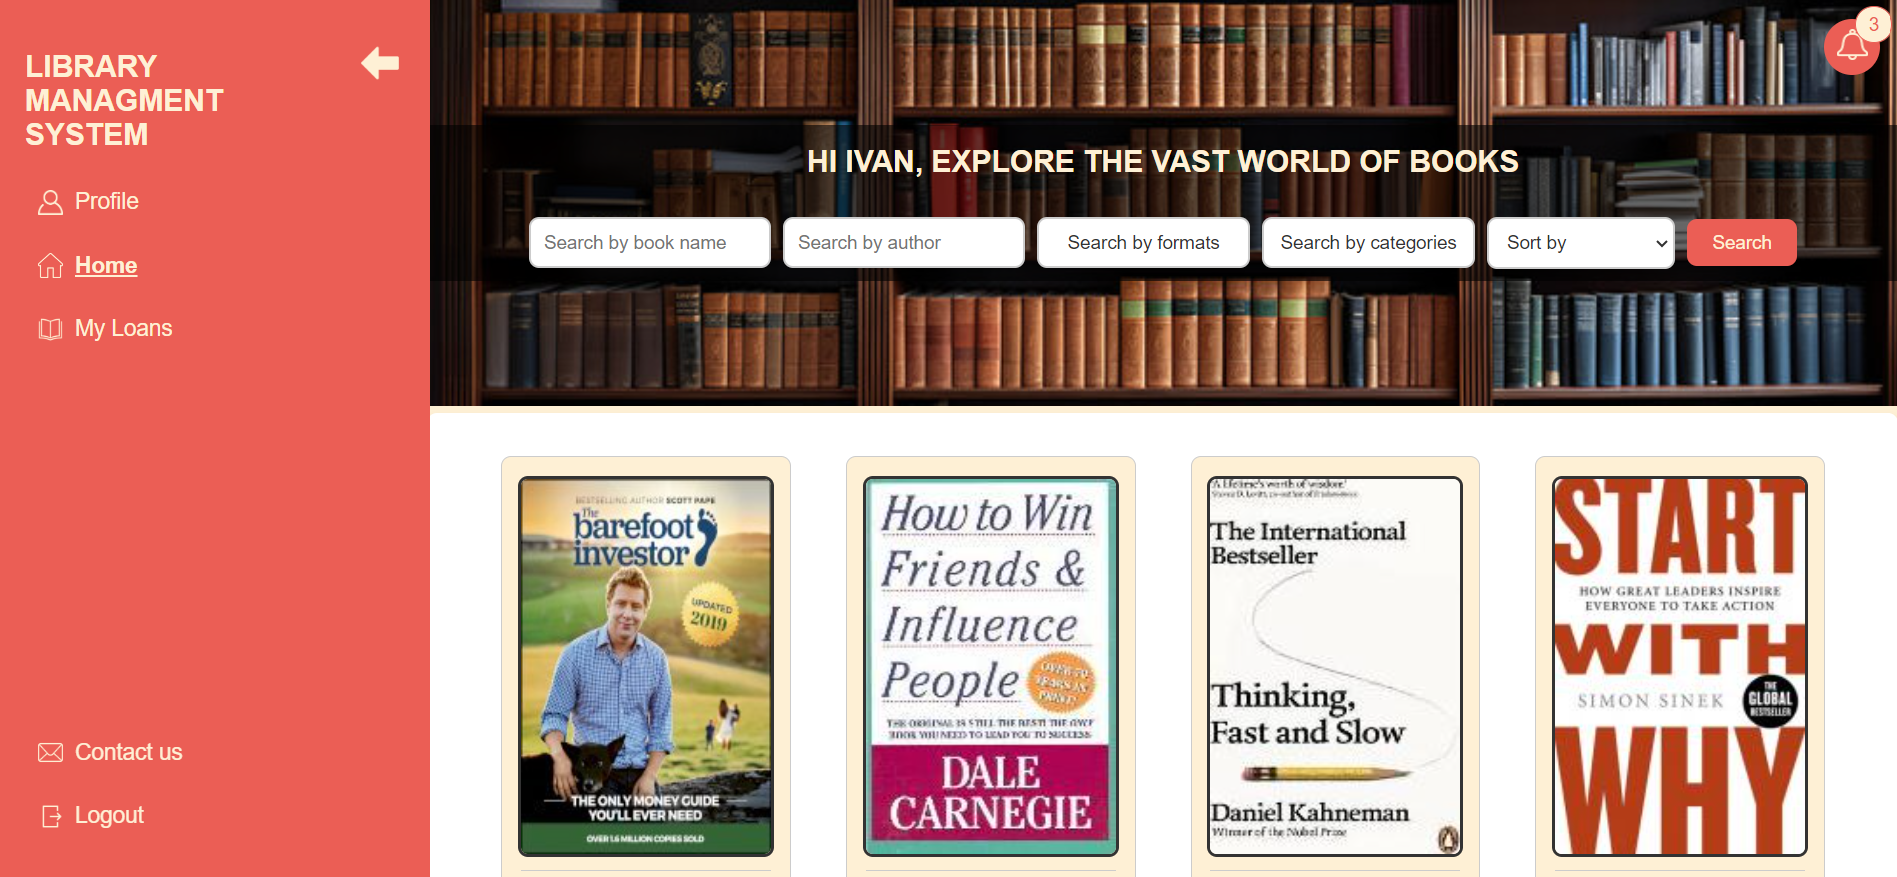 LIBRARY
MANAGMENT
SYSTEM
Profile
Home
My Loans
Contact us
Logout
3
HI IVAN, EXPLORE THE VAST WORLD OF BOOKS
Search by book name
Search by author
Search by formats
Search by categories
Sort by
Search
BESTSELLING AUTHOR SCOTT PAPE
The
barefoot
investor
UPDATED
2019
THE ONLY MONEY GUIDE
YOU'LL EVER NEED
OVER 1.6 MILLION COPIES SOLD
How to Win
Friends &
Influence
People
OVER 70
YEARS IN
PRINT!
THE ORIGINAL IS STILL THE BEST! THE ONLY
BOOK YOU NEED TO LEAD YOU TO SUCCESS
DALE
CARNEGIE
'A lifetime's worth of wisdom'
Steven D. Levitt, co-author of Freakonomics
The International
Bestseller
Thinking,
Fast and Slow
Daniel Kahneman
Winner of the Nobel Prize
START
HOW GREAT LEADERS INSPIRE
EVERYONE TO TAKE ACTION
WITH
SIMON SINEK
THE
GLOBAL
BESTSELLER
WHY